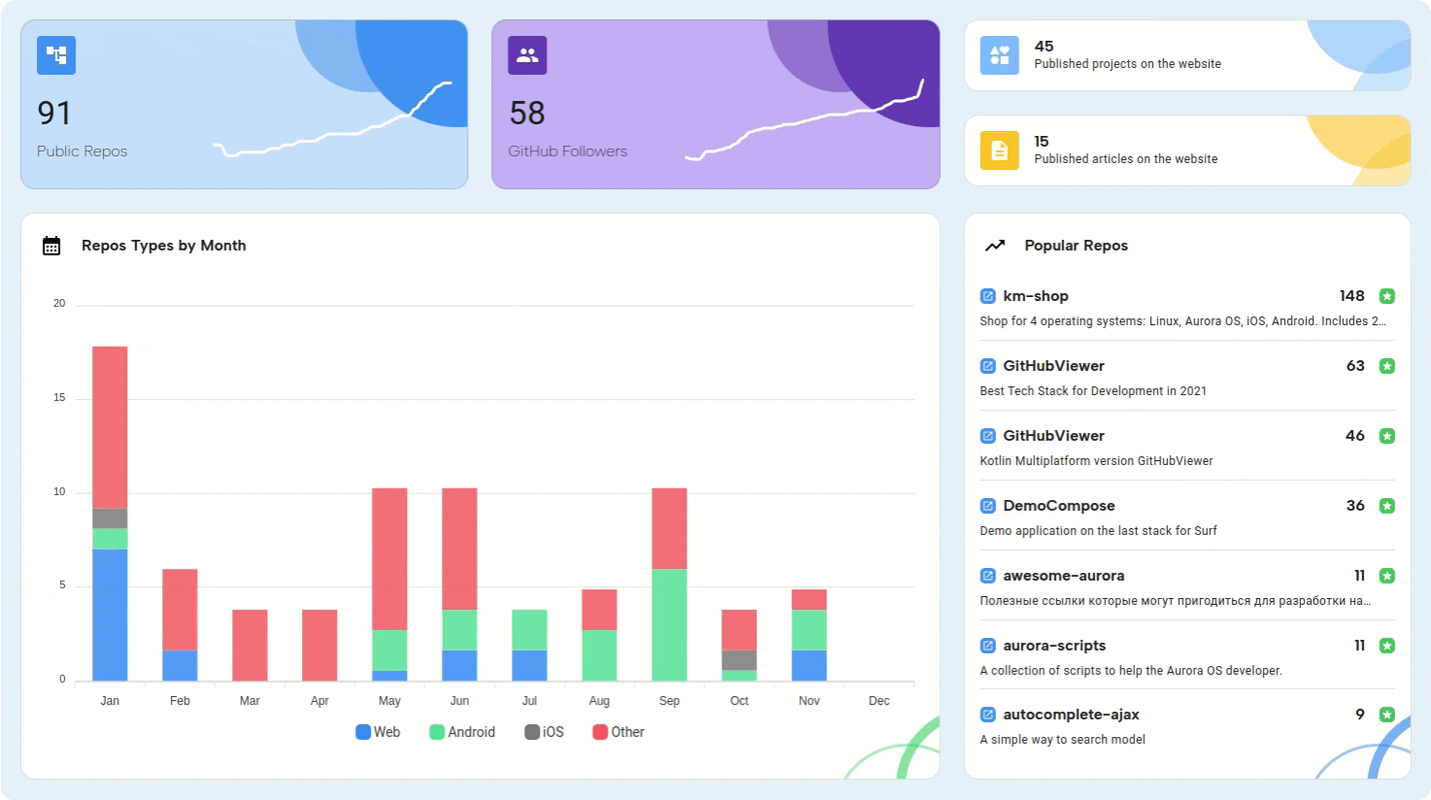 91
Public Repos
58
GitHub Followers
45
Published projects on the website
15
Published articles on the website
Repos Types by Month
20
15
10
5
0
Jan Feb Mar Apr May Jun Jul Aug Sep Oct Nov Dec
Web Android iOS Other
Popular Repos
km-shop 148
Shop for 4 operating systems: Linux, Aurora OS, iOS, Android. Includes 2...
GitHubViewer 63
Best Tech Stack for Development in 2021
GitHubViewer 46
Kotlin Multiplatform version GitHubViewer
DemoCompose 36
Demo application on the last stack for Surf
awesome-aurora 11
Полезные ссылки которые могут пригодиться для разработки на...
aurora-scripts 11
A collection of scripts to help the Aurora OS developer.
autocomplete-ajax 9
A simple way to search model